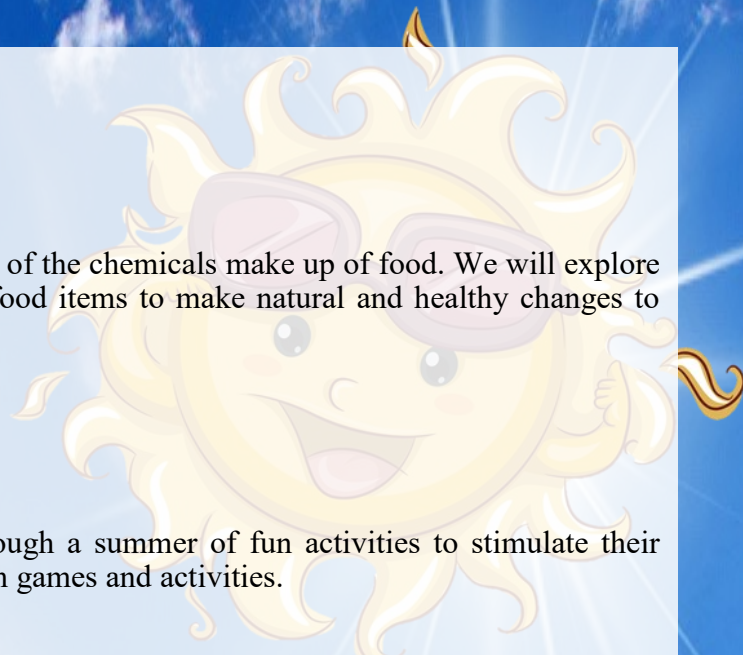 of the chemicals make up of food. We will explore
food items to make natural and healthy changes to
a summer of fun activities to stimulate their
games and activities.